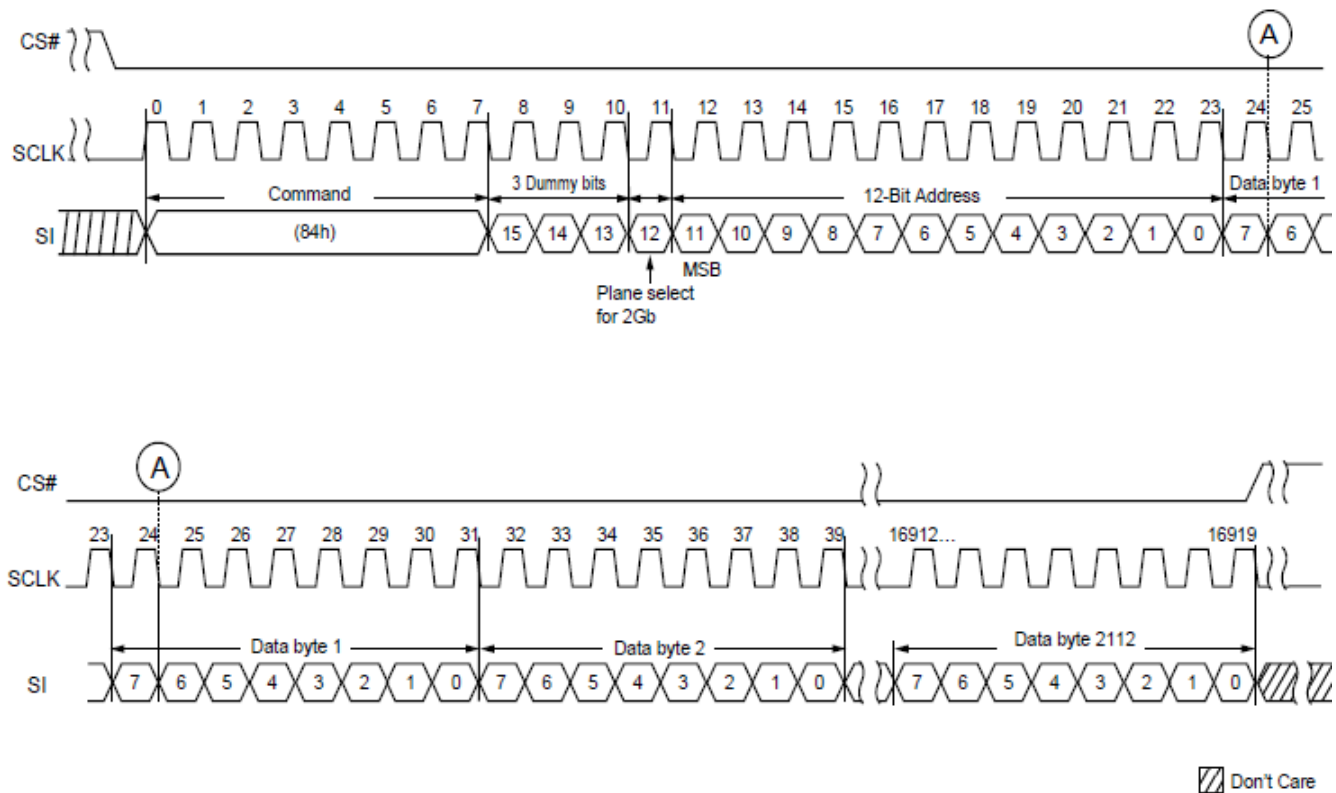 CS#
A
0 1 2 3 4 5 6 7 8 9 10 11 12 13 14 15 16 17 18 19 20 21 22 23 24 25
SCLK
Command 3 Dummy bits 12-Bit Address Data byte 1
SI (84h) 15 14 13 12 11 10 9 8 7 6 5 4 3 2 1 0 7 6
MSB
Plane select
for 2Gb
A
CS#
23 24 25 26 27 28 29 30 31 32 33 34 35 36 37 38 39 16912... 16919
SCLK
Data byte 1 Data byte 2 Data byte 2112
SI 7 6 5 4 3 2 1 0 7 6 5 4 3 2 1 0 7 6 5 4 3 2 1 0
Don't Care